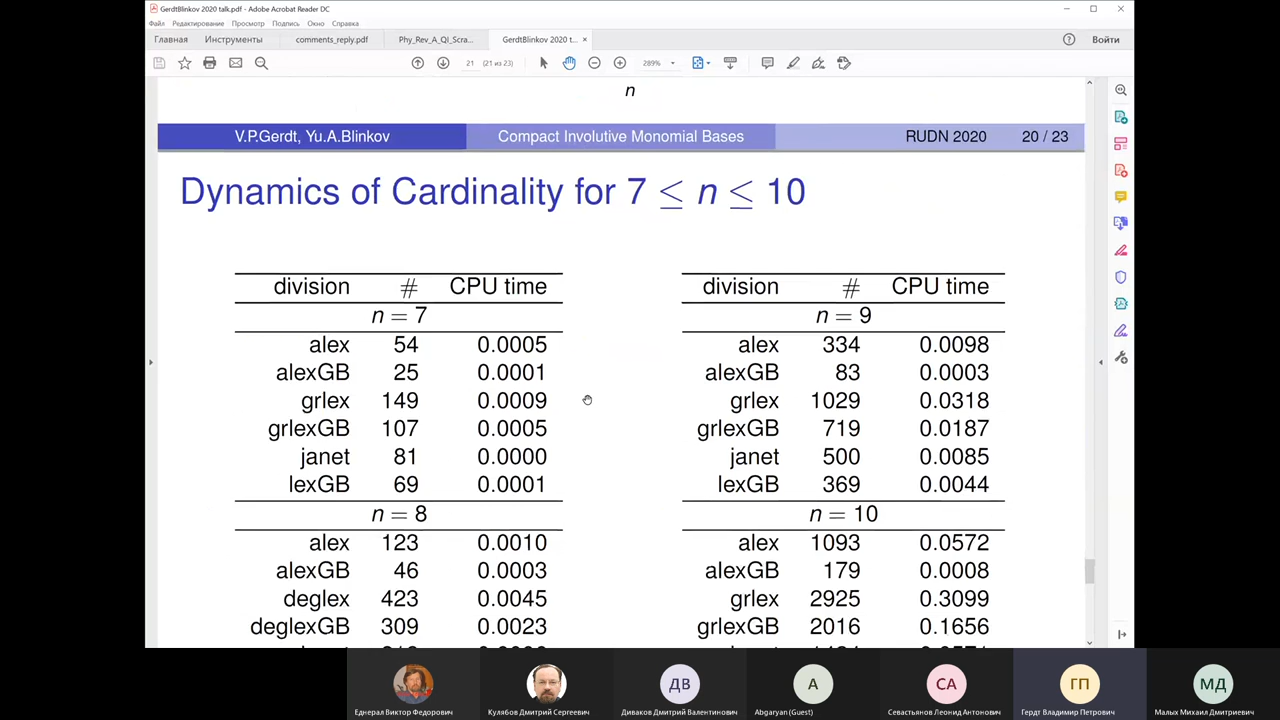 GerdtBlinkov 2020 talk.pdf - Adobe Acrobat Reader DC
Файл Редактирование Просмотр Подпись Окно Справка
Главная Инструменты comments_reply.pdf Phy_Rev_A_QI_Scra... GerdtBlinkov 2020 t... × Войти
21 (21 из 23) 289%
n
V.P.Gerdt, Yu.A.Blinkov Compact Involutive Monomial Bases RUDN 2020 20 / 23
Dynamics of Cardinality for 7 ≤ n ≤ 10
division # CPU time
n = 7
alex 54 0.0005
alexGB 25 0.0001
grlex 149 0.0009
grlexGB 107 0.0005
janet 81 0.0000
lexGB 69 0.0001
n = 8
alex 123 0.0010
alexGB 46 0.0003
deglex 423 0.0045
deglexGB 309 0.0023
division # CPU time
n = 9
alex 334 0.0098
alexGB 83 0.0003
grlex 1029 0.0318
grlexGB 719 0.0187
janet 500 0.0085
lexGB 369 0.0044
n = 10
alex 1093 0.0572
alexGB 179 0.0008
grlex 2925 0.3099
grlexGB 2016 0.1656
ДВ А СА ГП МД
Еднерал Виктор Федорович Кулябов Дмитрий Сергеевич Диваков Дмитрий Валентинович Abgaryan (Guest) Севастьянов Леонид Антонович Гердт Владимир Петрович Малых Михаил Дмитриевич